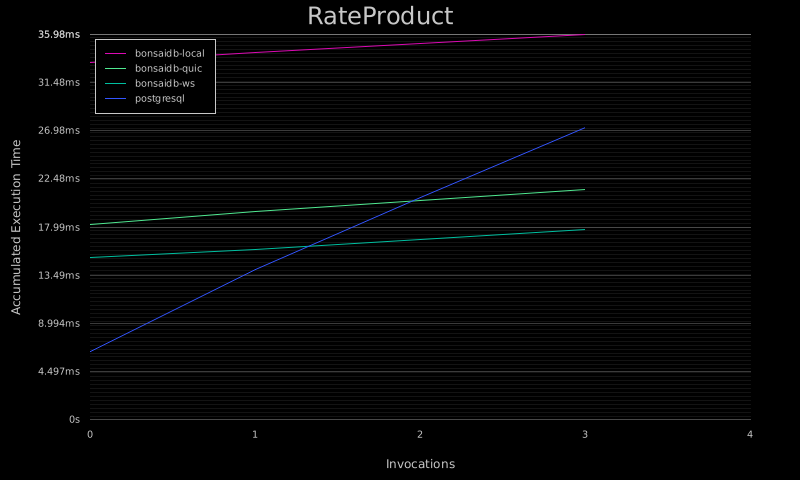 RateProduct
35.98ms
31.48ms
26.98ms
22.48ms
17.99ms
13.49ms
8.994ms
4.497ms
0s
Accumulated Execution Time
bonsaidb-local
bonsaidb-quic
bonsaidb-ws
postgresql
0 1 2 3 4
Invocations